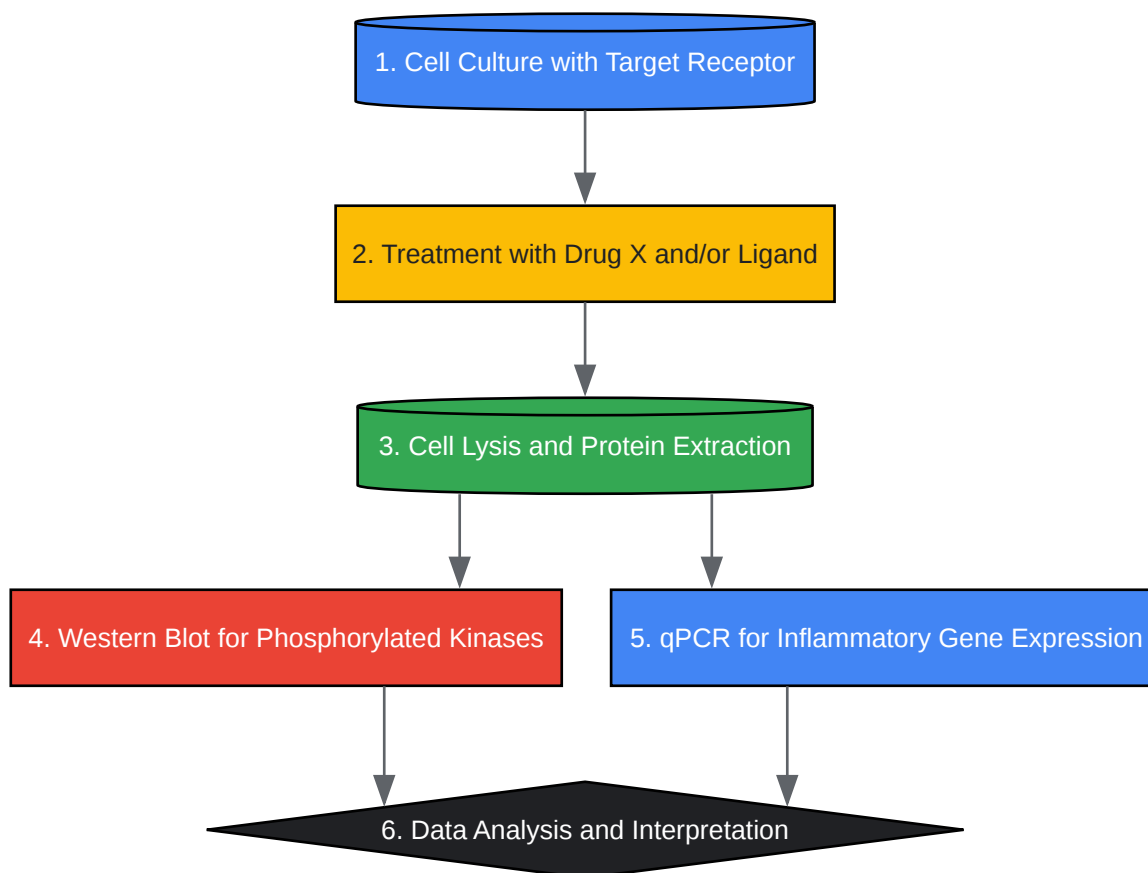 1. Cell Culture with Target Receptor
2. Treatment with Drug X and/or Ligand
3. Cell Lysis and Protein Extraction
4. Western Blot for Phosphorylated Kinases
5. qPCR for Inflammatory Gene Expression
6. Data Analysis and Interpretation